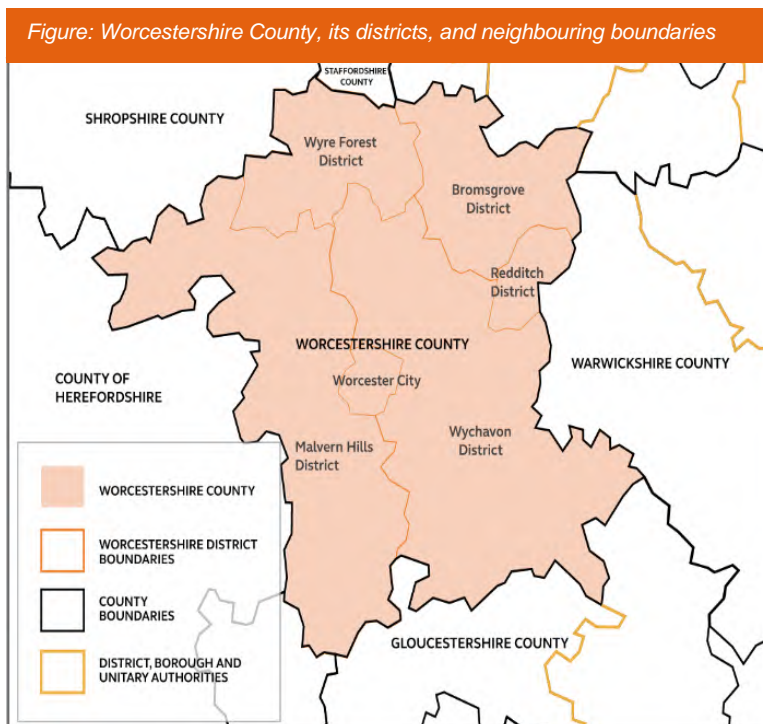 Figure: Worcestershire County, its districts, and neighbouring boundaries
STAFFORDSHIRE
COUNTY
SHROPSHIRE COUNTY
Wyre Forest
District
Bromsgrove
District
Redditch
District
WORCESTERSHIRE COUNTY
WARWICKSHIRE COUNTY
COUNTY OF
HEREFORDSHIRE
Worcester City
Malvern Hills
District
Wychavon
District
WORCESTERSHIRE COUNTY
WORCESTERSHIRE DISTRICT
BOUNDARIES
COUNTY
BOUNDARIES
DISTRICT, BOROUGH AND
UNITARY AUTHORITIES
GLOUCESTERSHIRE COUNTY